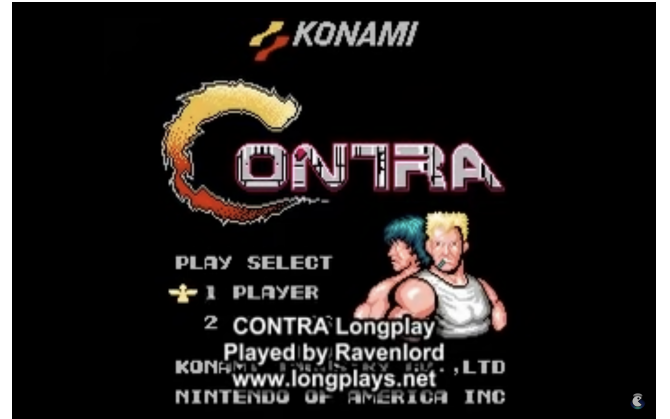 KONAMI
CONTRA
PLAY SELECT
1 PLAYER
2
CONTRA Longplay
Played by Ravenlord
www.longplays.net
,LTD
NINTENDO OF AMERICA INC